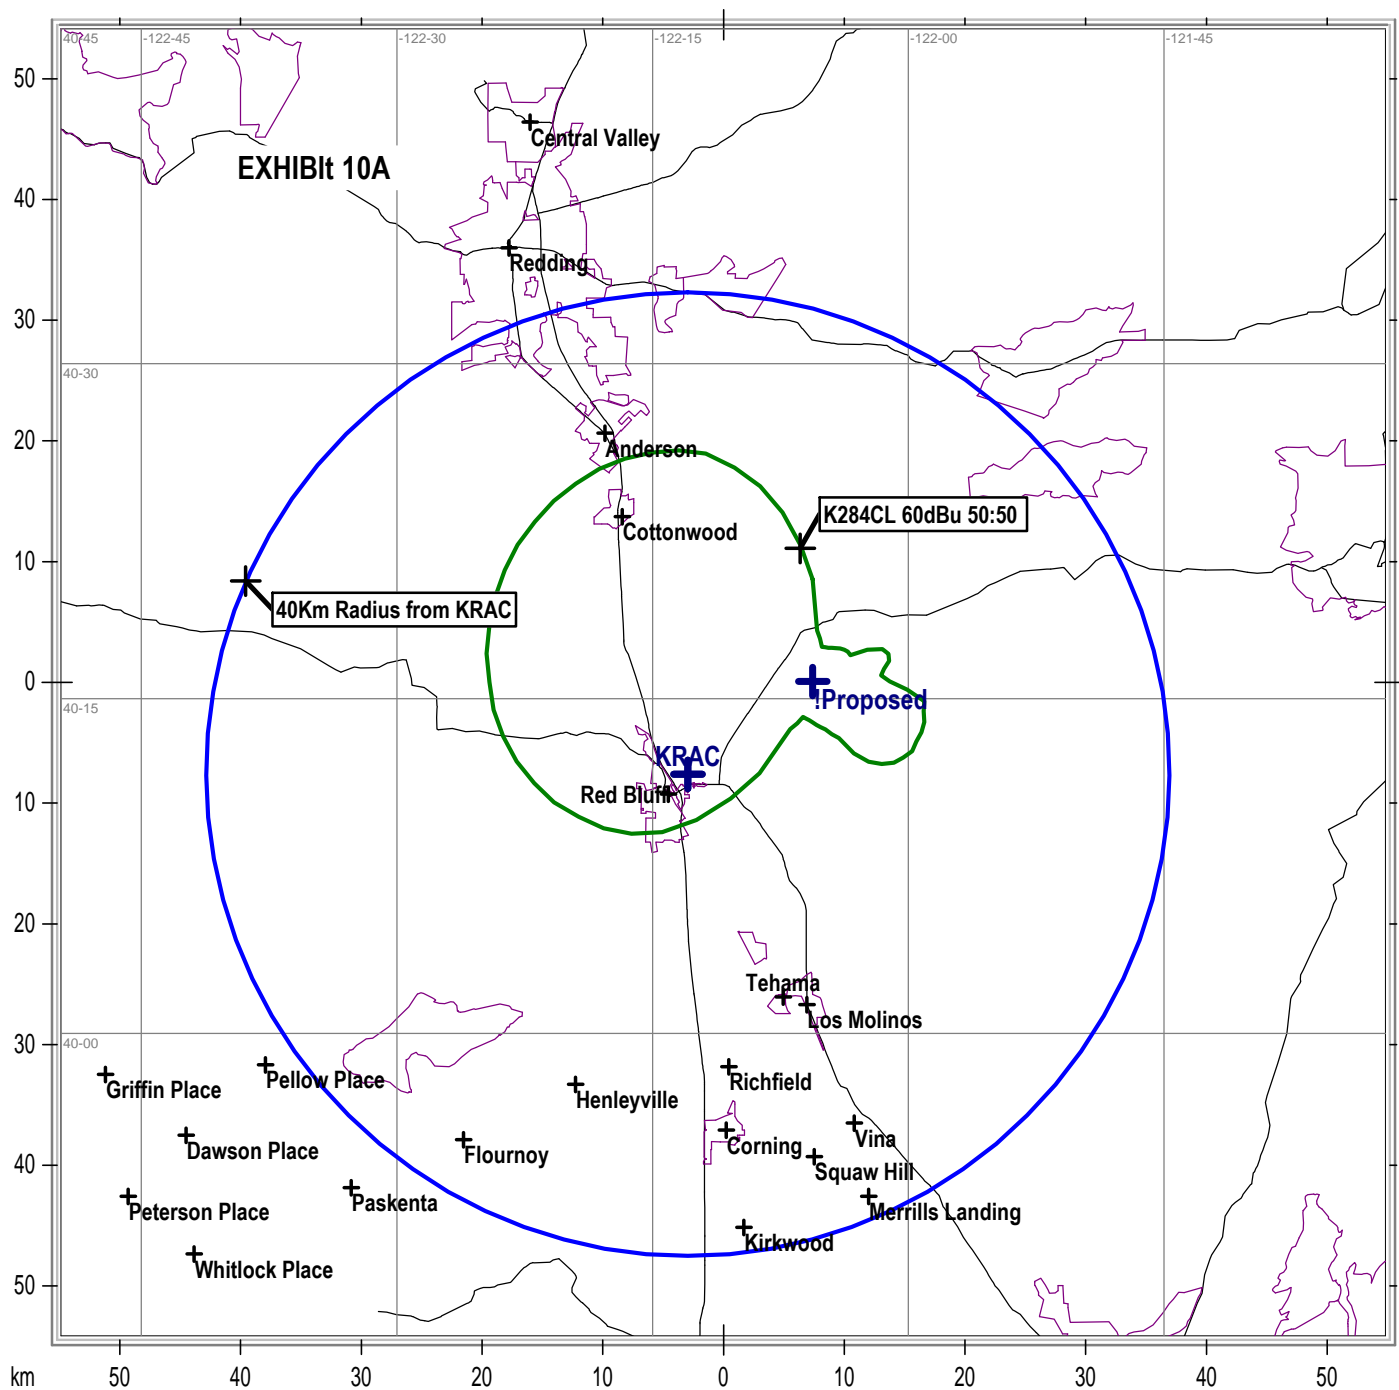 40-45
-122-45
-122-30
-122-15
-122-00
-121-45
50
Central Valley
EXHIBIt 10A
40
Redding
30
40-30
20
Anderson
K284CL 60dBu 50:50
Cottonwood
10
40Km Radius from KRAC
0
!Proposed
40-15
KRAC
Red Bluff
10
20
Tehama
Los Molinos
30
40-00
Griffin Place
Pellow Place
Henleyville
Richfield
Dawson Place
Flournoy
Corning
Vina
40
Squaw Hill
Peterson Place
Paskenta
Merrills Landing
Kirkwood
Whitlock Place
50
km
50
40
30
20
10
0
10
20
30
40
50